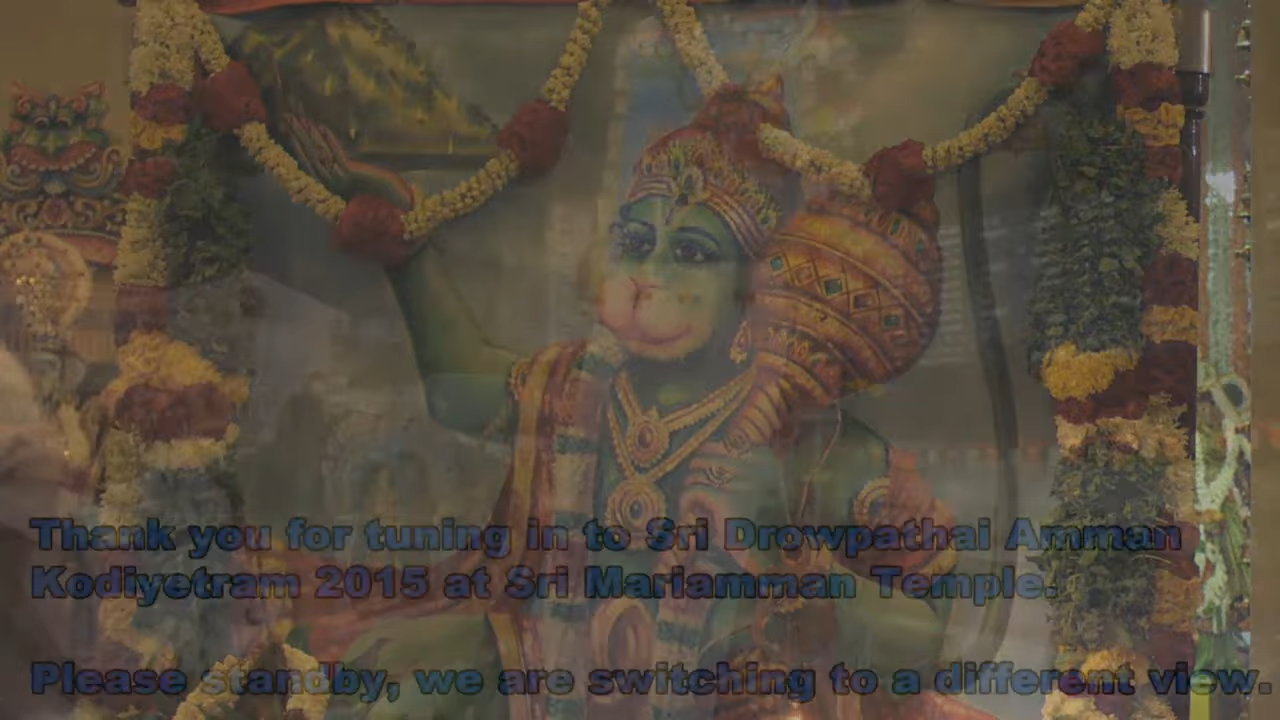 Thank you for tuning in to Sri Drowpathai Amman
Kodiyetram 2015 at Sri Mariamman Temple.
Please standby, we are switching to a different view.